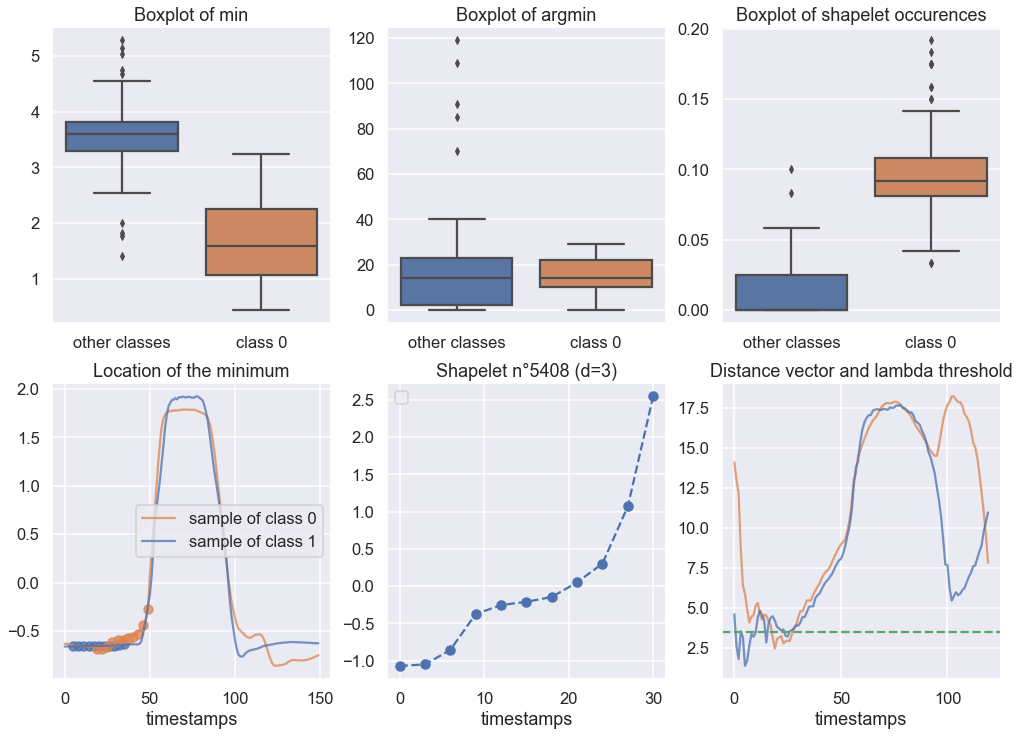 Boxplot of min
5
4
3
2
1
other classes
class 0
Boxplot of argmin
120
100
80
60
40
20
0
other classes
class 0
Boxplot of shapelet occurences
0.20
0.15
0.10
0.05
0.00
other classes
class 0
Location of the minimum
2.0
1.5
1.0
0.5
0.0
−0.5
sample of class 0
sample of class 1
0
50
100
150
timestamps
Shapelet n°5408 (d=3)
2.5
2.0
1.5
1.0
0.5
0.0
−0.5
−1.0
0
10
20
30
timestamps
Distance vector and lambda threshold
17.5
15.0
12.5
10.0
7.5
5.0
2.5
0
50
100
timestamps